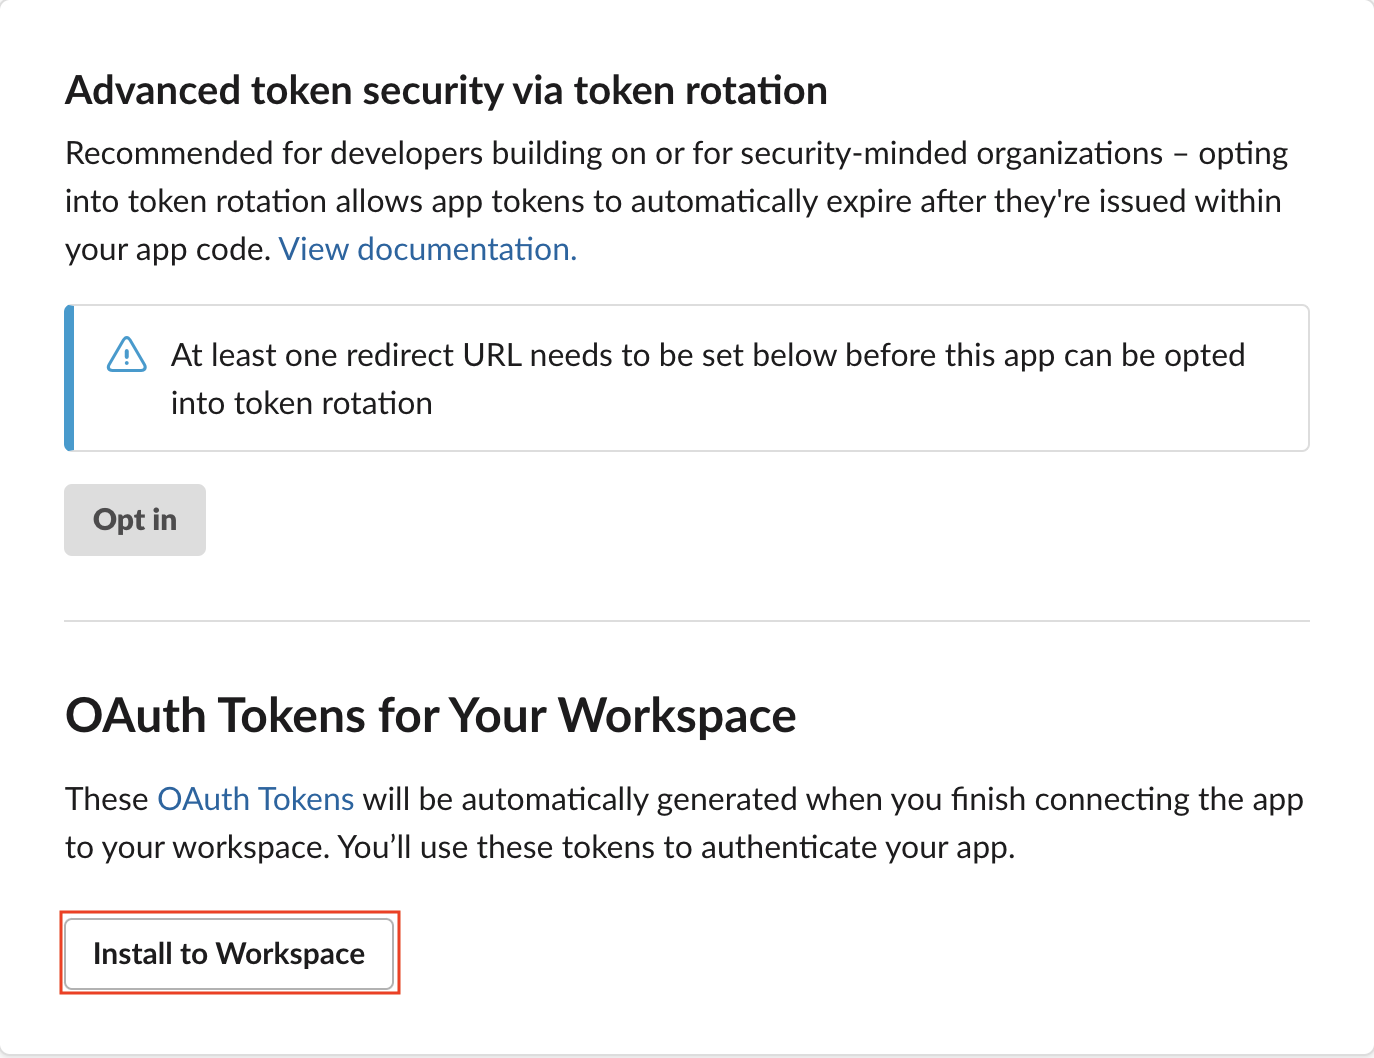 Advanced token security via token rotation
Recommended for developers building on or for security-minded organizations – opting
into token rotation allows app tokens to automatically expire after they're issued within
your app code. View documentation.
At least one redirect URL needs to be set below before this app can be opted
into token rotation
Opt in
OAuth Tokens for Your Workspace
These OAuth Tokens will be automatically generated when you finish connecting the app
to your workspace. You’ll use these tokens to authenticate your app.
Install to Workspace